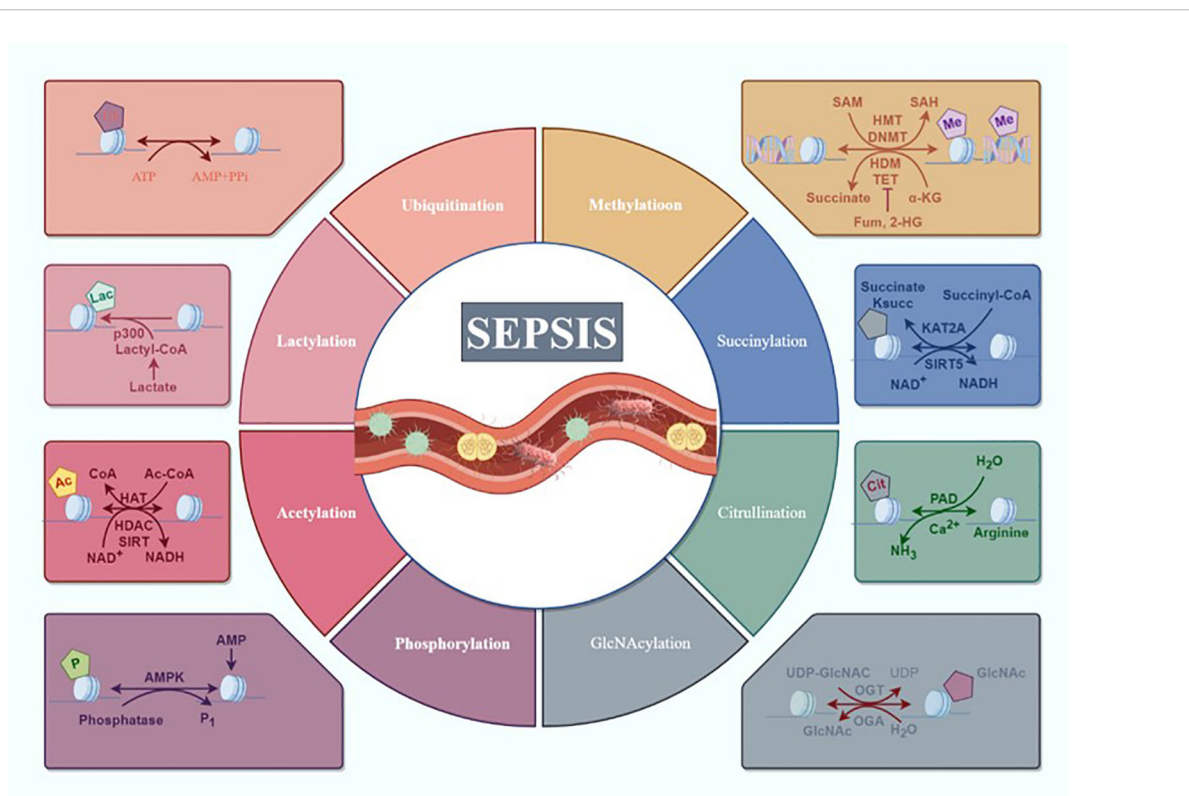 ATP
AMP+PPi
SAM
SAH
HMT
DNMT
Me
Me
HDM
TET
Succinate
α-KG
Fum, 2-HG
Ubiquitination
Methylatioon
Lac
p300
Lactyl-CoA
Lactate
Lactylation
SEPSIS
Succinylation
Succinate
Ksucc
Succinyl-CoA
KAT2A
SIRT5
NAD+
NADH
Ac
CoA
Ac-CoA
HAT
HDAC
SIRT
NAD+
NADH
Acetylation
Citrullination
Cit
H2O
PAD
Ca2+
Arginine
NH3
Phosphorylation
GlcNAcylation
P
AMP
AMPK
Phosphatase
P1
UDP-GlcNAC
UDP
GlcNAc
OGT
OGA
GlcNAc
H2O